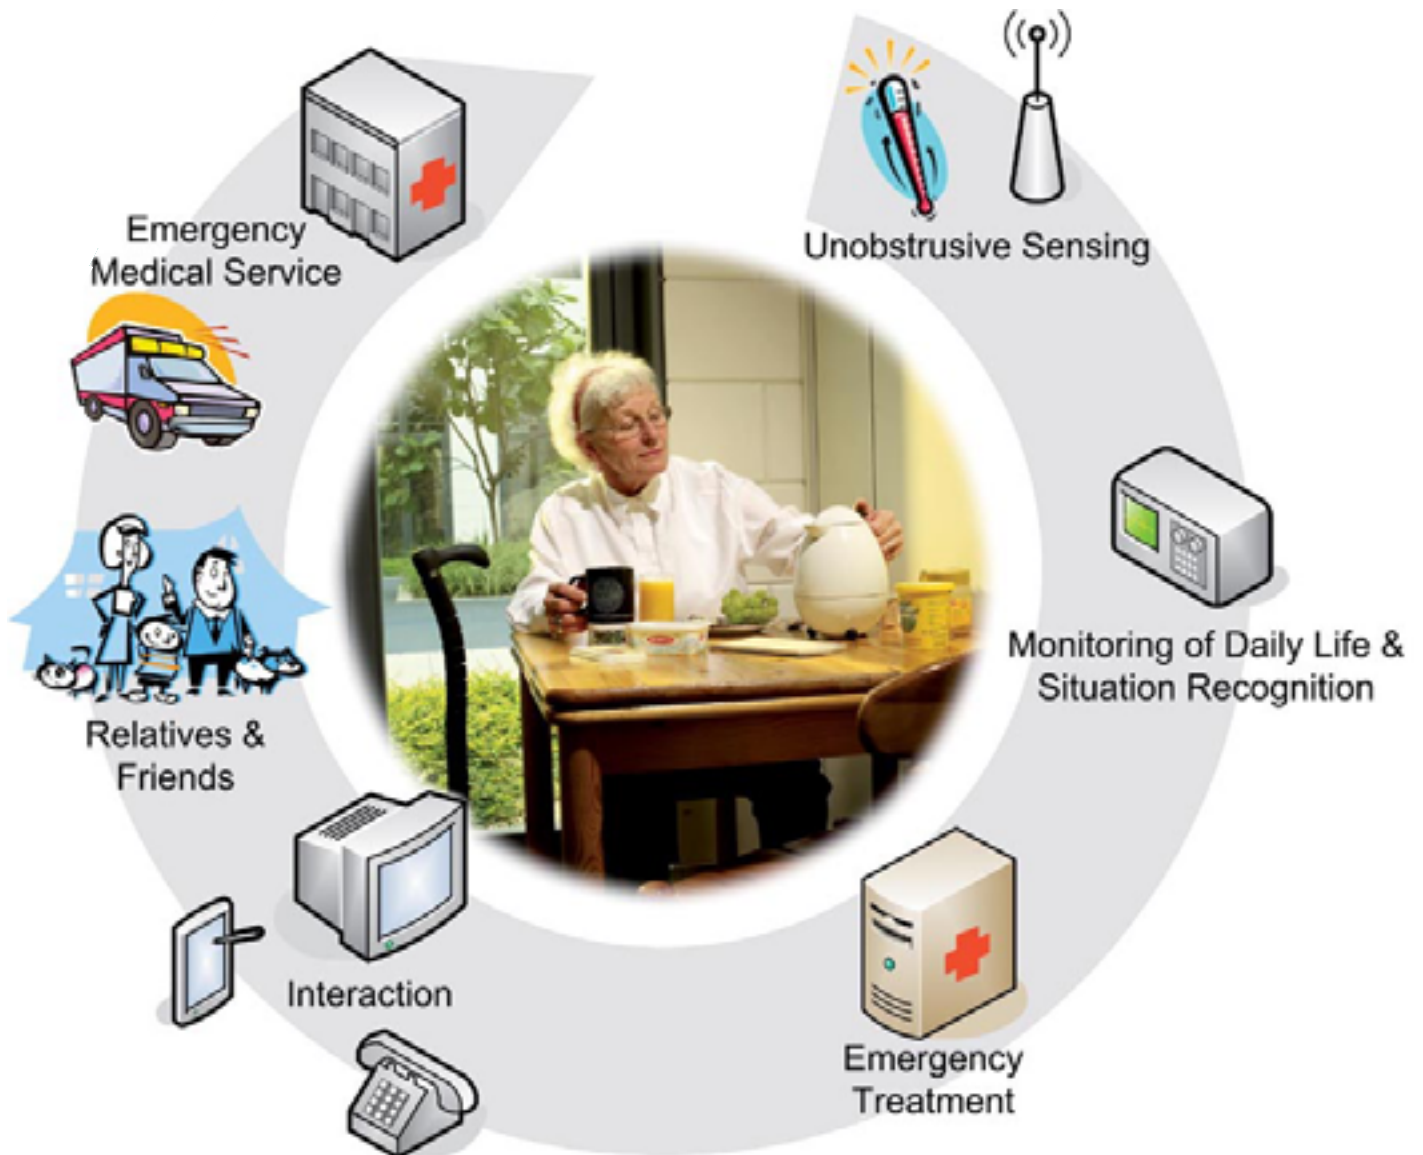 Unobstrusive Sensing
Monitoring of Daily Life &
Situation Recognition
Emergency
Treatment
Interaction
Relatives &
Friends
Emergency
Medical Service